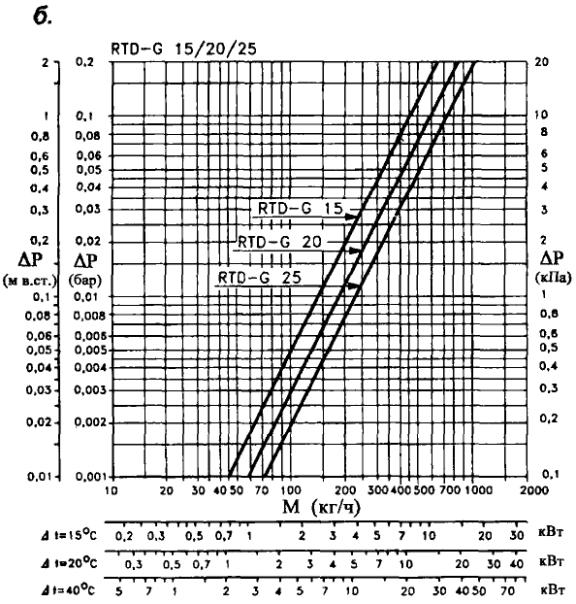 б.
RTD-G 15/20/25
2 0,2 20
1 0,1 10
0,8 0,08 8
0,6 0,06 6
0,5 0,05 5
0,4 0,04 4
0,3 0,03 3
RTD-G 15
0,2 0,02 2
RTD-G 20
ΔP ΔP ΔP
(м в.ст.) (бар) (кПа)
RTD-G 25
0,1 0,01 1
0,08 0,008 0,8
0,06 0,006 0,6
0,05 0,005 0,5
0,04 0,004 0,4
0,03 0,003 0,3
0,02 0,002 0,2
0,01 0,001 0,1
10 20 30 40 50 70 100 200 300 400 500 700 1000 2000
M (кг/ч)
Δ t=15°C 0,2 0,3 0,5 0,7 1 2 3 4 5 7 10 20 30 кВт
Δ t=20°C 0,3 0,5 0,7 1 2 3 4 5 7 10 20 30 40 кВт
Δ t=40°C 5 7 1 2 3 4 5 7 10 20 30 40 50 70 кВт